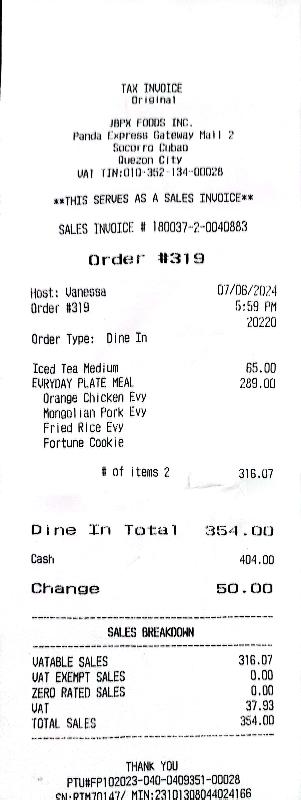 TAX INVOICE
Original
JBPX FOODS INC.
Panda Express Gateway Mall 2
Socorro Cubao
Quezon City
VAT TIN:010-352-134-00028
**THIS SERVES AS A SALES INVOICE**
SALES INVOICE # 180037-2-0040883
Order #319
Host: Vanessa 07/06/2024
Order #319 5:59 PM
20220
Order Type: Dine In
Iced Tea Medium 65.00
EVRYDAY PLATE MEAL 289.00
Orange Chicken Evy
Mongolian Pork Evy
Fried Rice Evy
Fortune Cookie
# of items 2 316.07
Dine In Total 354.00
Cash 404.00
Change 50.00
SALES BREAKDOWN
VATABLE SALES 316.07
VAT EXEMPT SALES 0.00
ZERO RATED SALES 0.00
VAT 37.93
TOTAL SALES 354.00
THANK YOU
PTU#FP102023-040-0409351-00028
SN:RTM70147/ MIN:23101308044024166